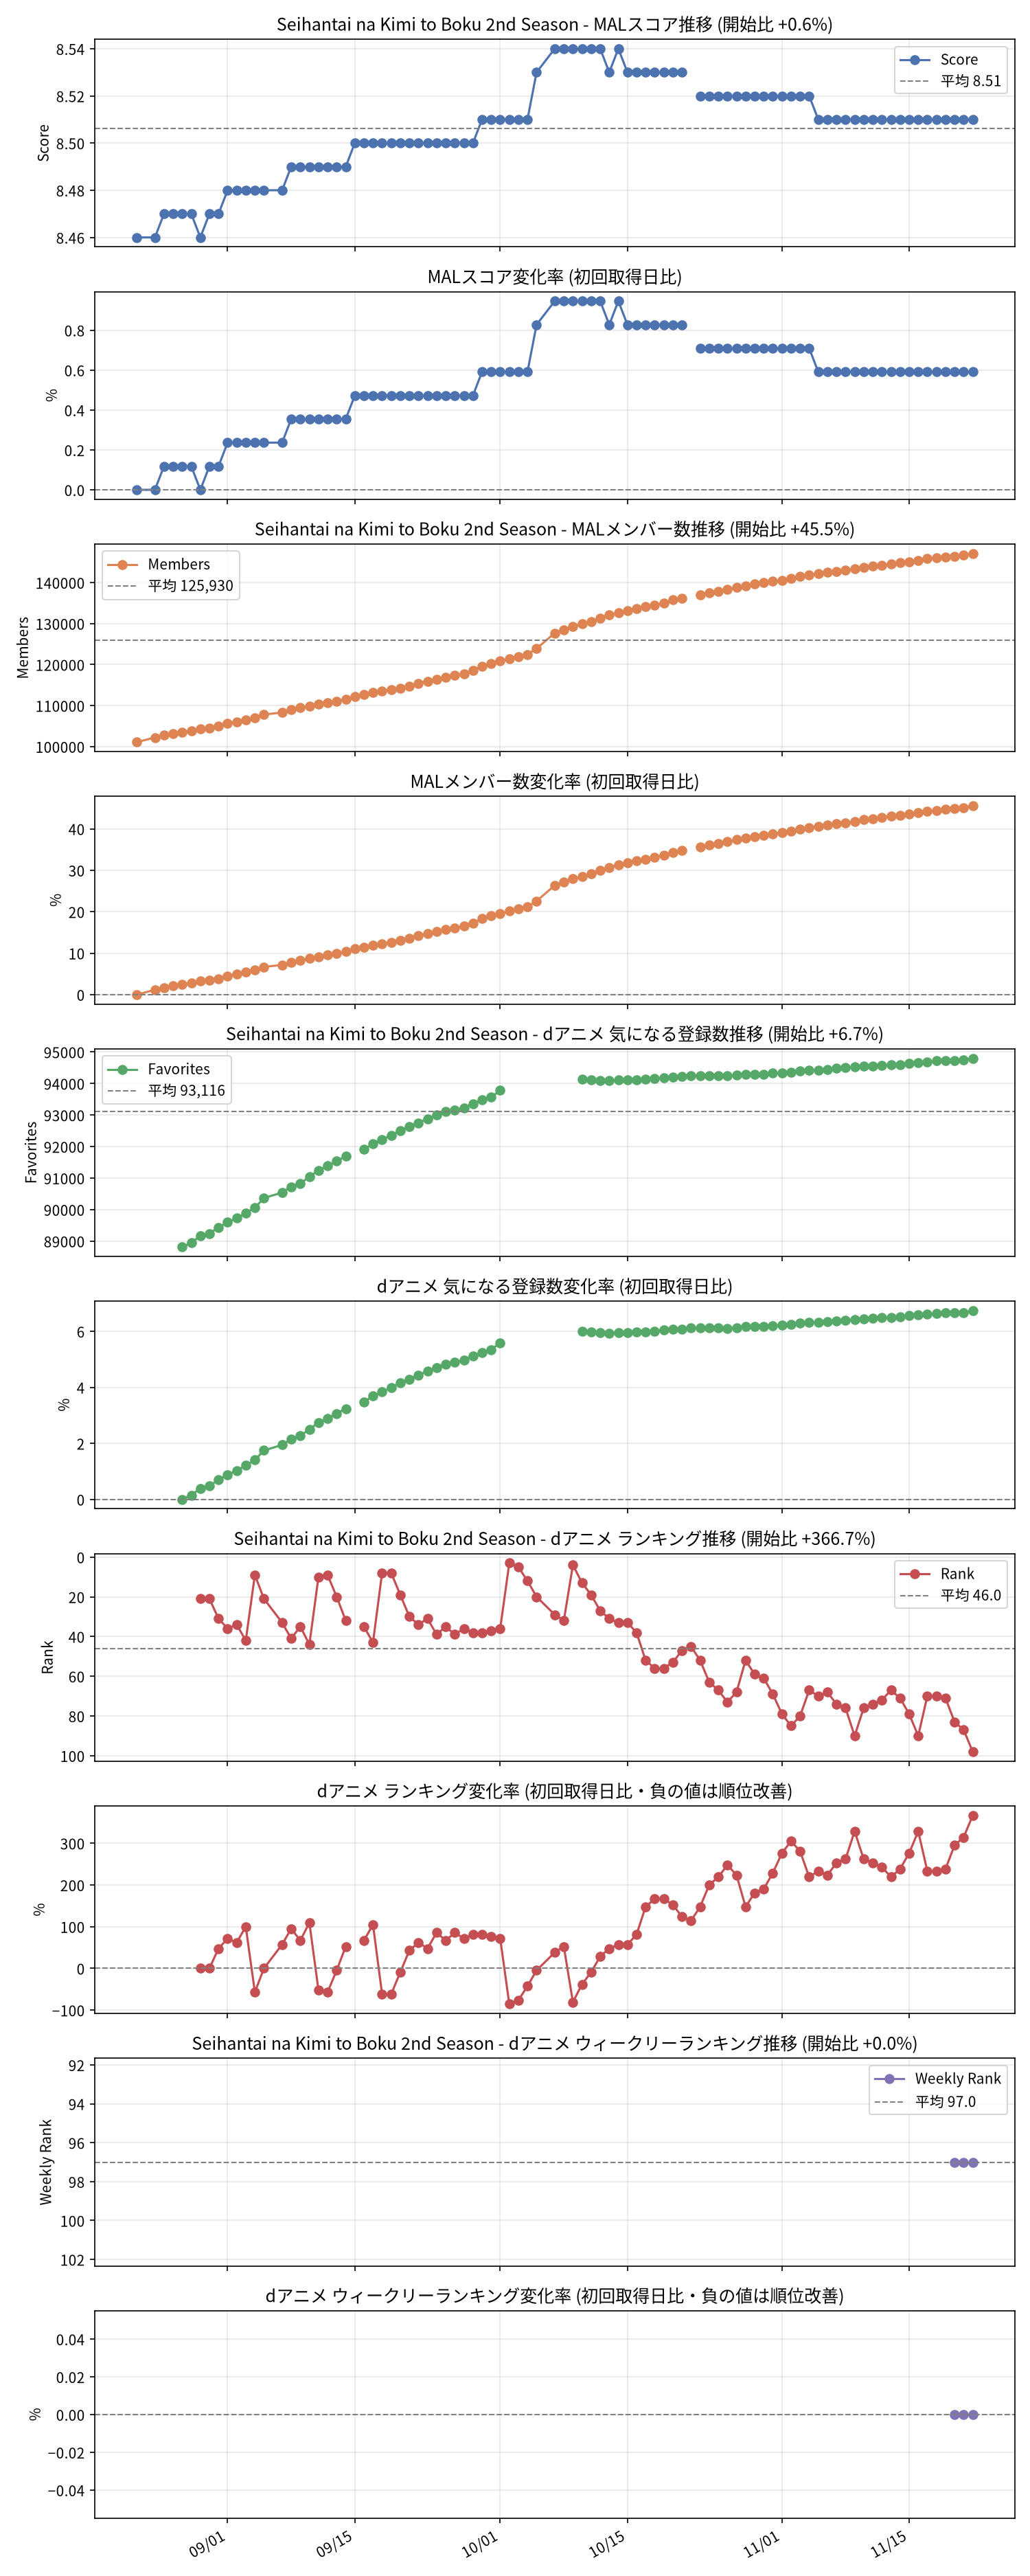 Seihantai na Kimi to Boku 2nd Season - MALスコア推移 (開始比 +0.6%)
Score
8.54
8.52
8.50
8.48
8.46
Score
平均 8.51
MALスコア変化率 (初回取得日比)
%
0.8
0.6
0.4
0.2
0.0
Seihantai na Kimi to Boku 2nd Season - MALメンバー数推移 (開始比 +45.5%)
Members
140000
130000
120000
110000
100000
Members
平均 125,930
MALメンバー数変化率 (初回取得日比)
%
40
30
20
10
0
Seihantai na Kimi to Boku 2nd Season - dアニメ 気になる登録数推移 (開始比 +6.7%)
Favorites
95000
94000
93000
92000
91000
90000
89000
Favorites
平均 93,116
dアニメ 気になる登録数変化率 (初回取得日比)
%
6
4
2
0
Seihantai na Kimi to Boku 2nd Season - dアニメ ランキング推移 (開始比 +366.7%)
Rank
0
20
40
60
80
100
Rank
平均 46.0
dアニメ ランキング変化率 (初回取得日比・負の値は順位改善)
%
300
200
100
0
−100
Seihantai na Kimi to Boku 2nd Season - dアニメ ウィークリーランキング推移 (開始比 +0.0%)
Weekly Rank
92
94
96
98
100
102
Weekly Rank
平均 97.0
dアニメ ウィークリーランキング変化率 (初回取得日比・負の値は順位改善)
%
0.04
0.02
0.00
−0.02
−0.04
09/01
09/15
10/01
10/15
11/01
11/15